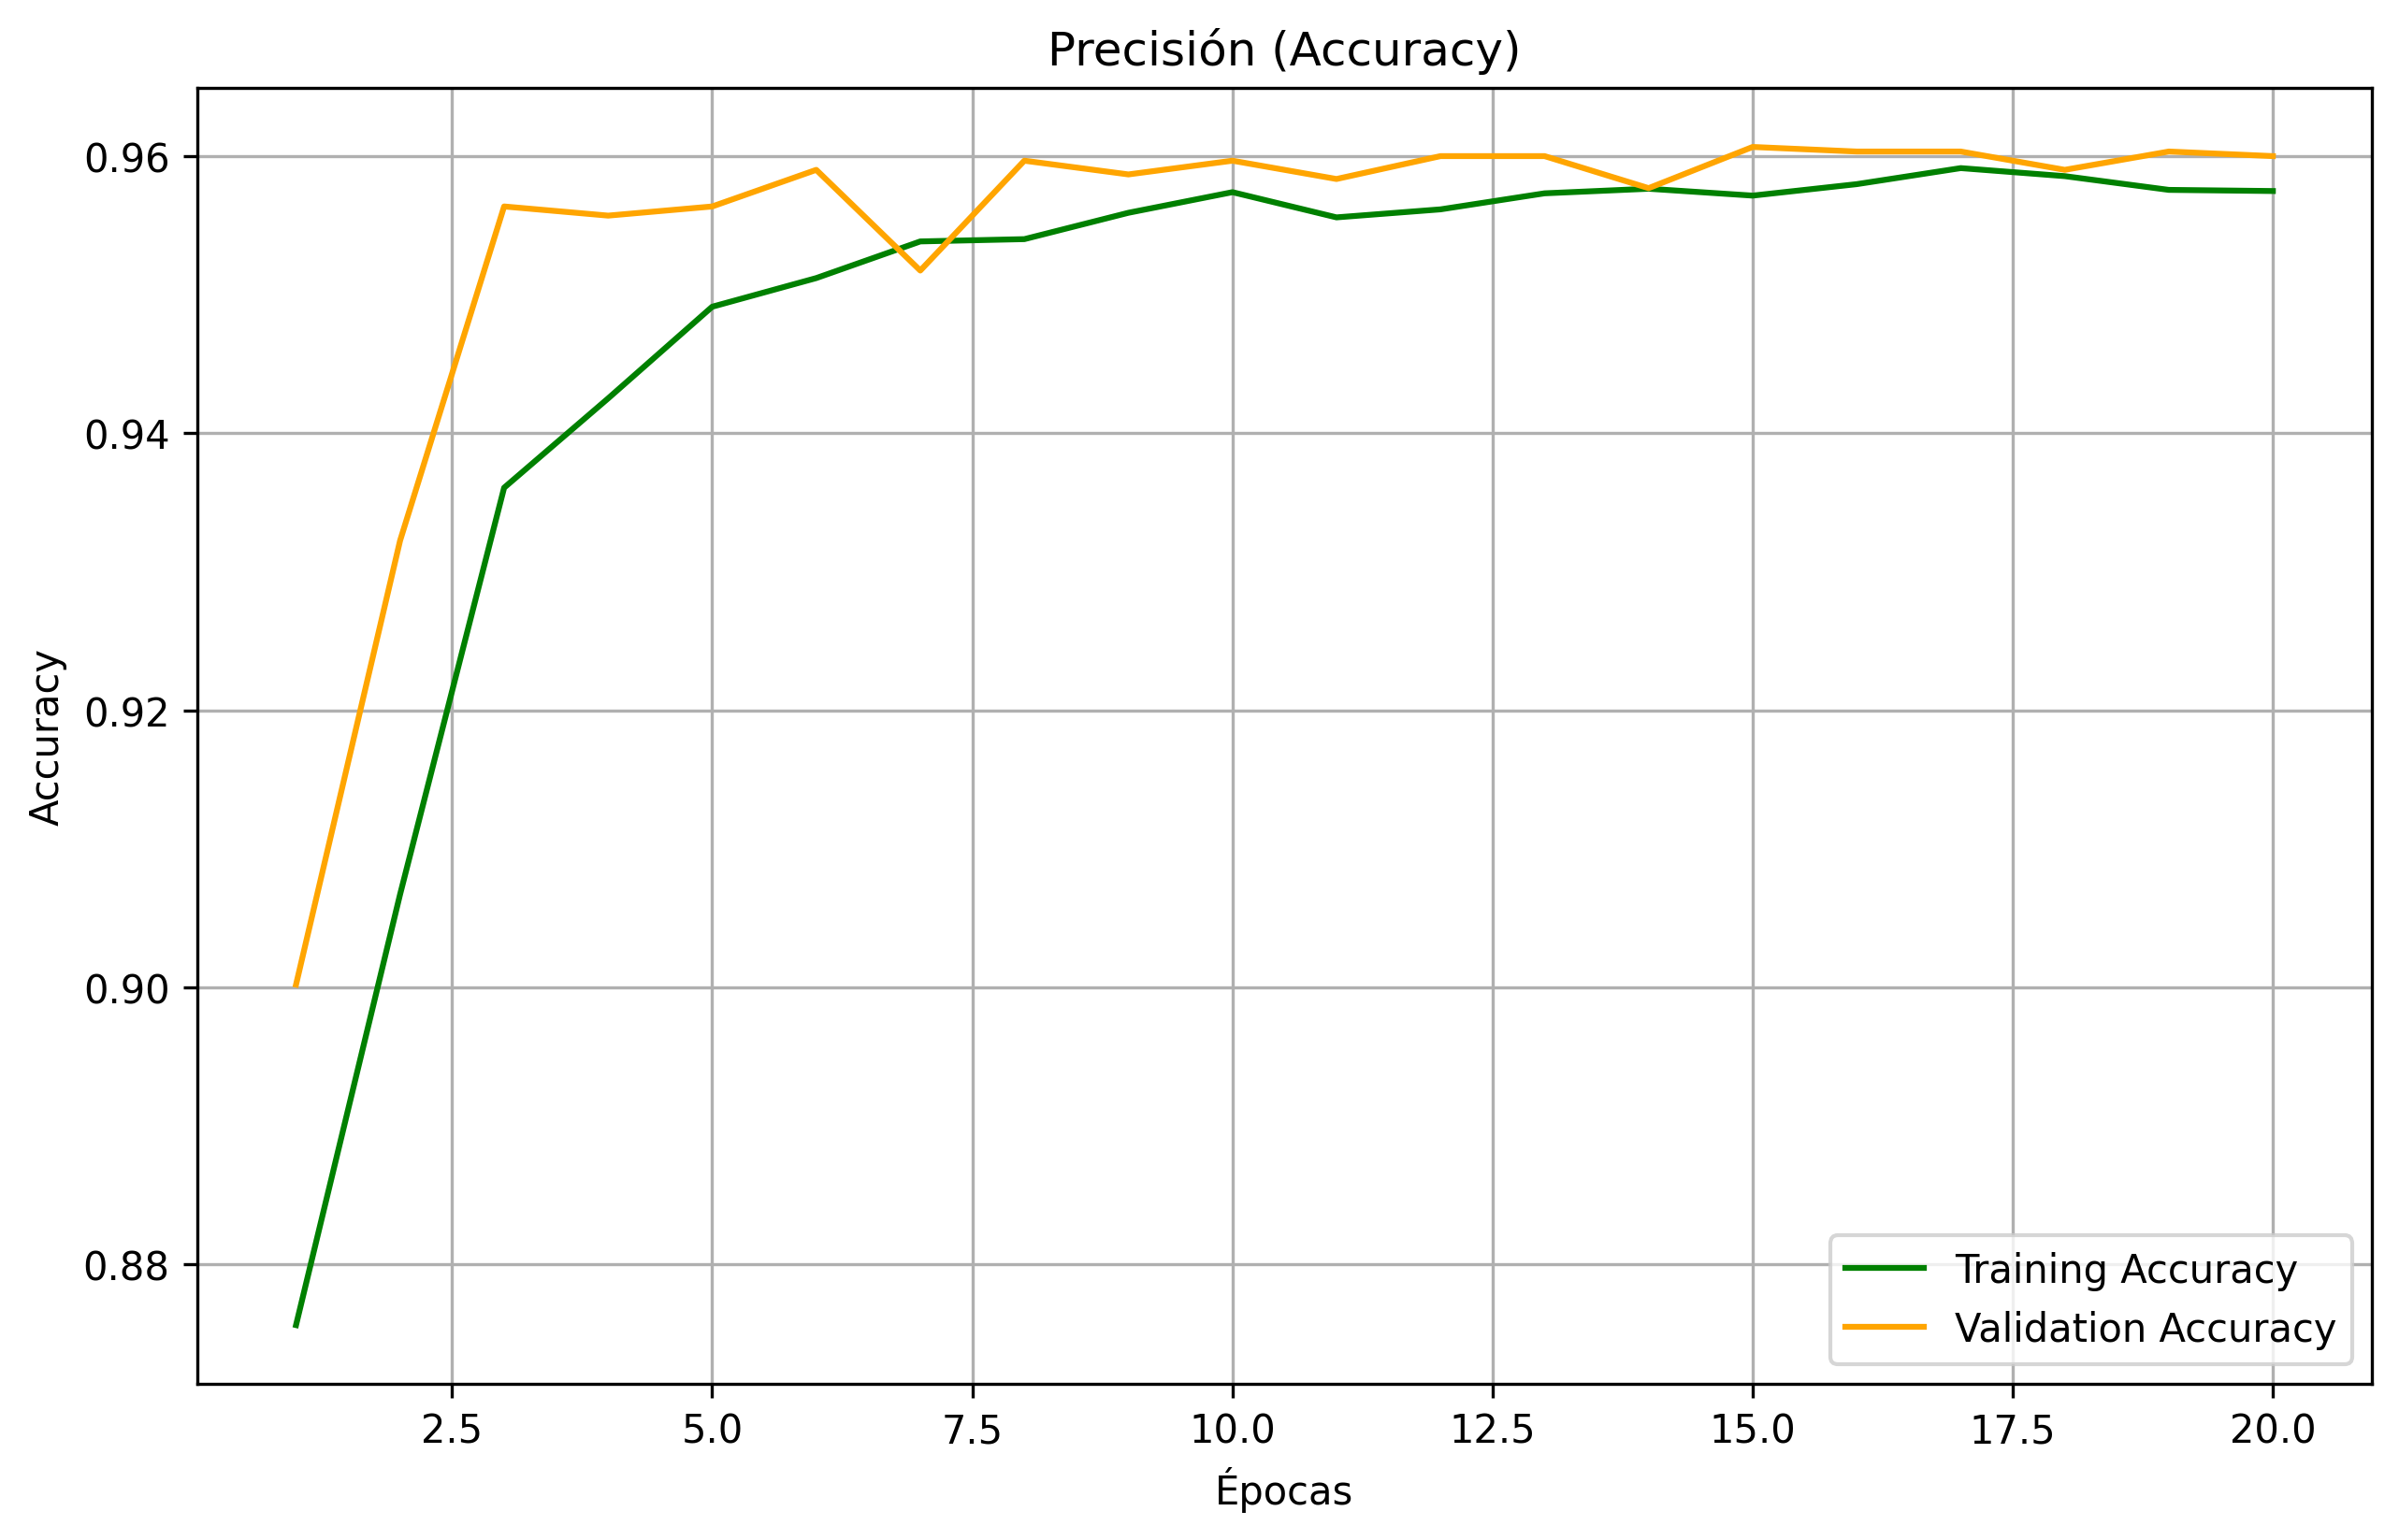 Precisión (Accuracy)
0.96
0.94
0.92
0.90
0.88
Accuracy
Training Accuracy
Validation Accuracy
2.5 5.0 7.5 10.0 12.5 15.0 17.5 20.0
Épocas